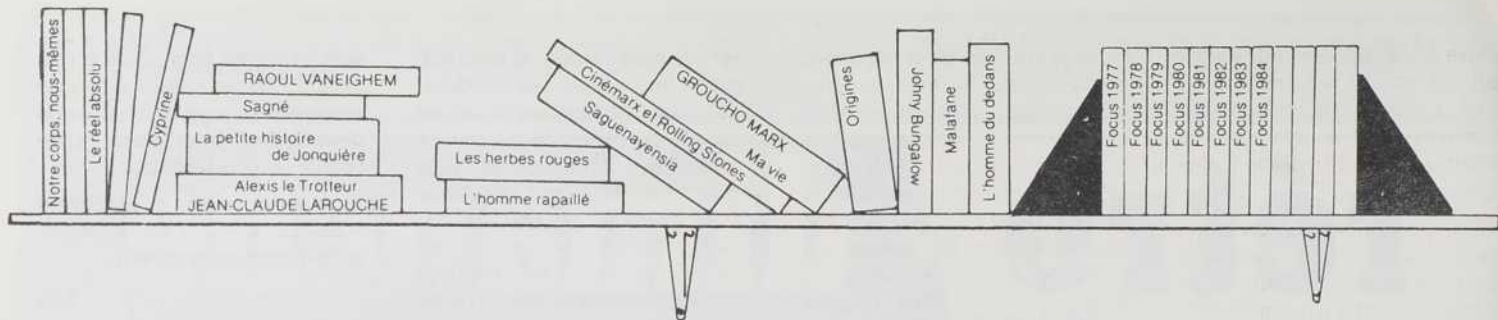 Notre corps, nous-mêmes
Le réel absolu
Cyprine
RAOUL VANEIGHEM
Sagné
La petite histoire
de Jonquière
Alexis le Trotteur
JEAN-CLAUDE LAROUCHE
Les herbes rouges
L'homme rapaillé
Cinémarx et Rolling Stones
Saguenayensia
GROUCHO MARX
Ma vie
Origines
Johny Bungalow
Malatane
L'homme du dedans
Focus 1977
Focus 1978
Focus 1979
Focus 1980
Focus 1981
Focus 1982
Focus 1983
Focus 1984